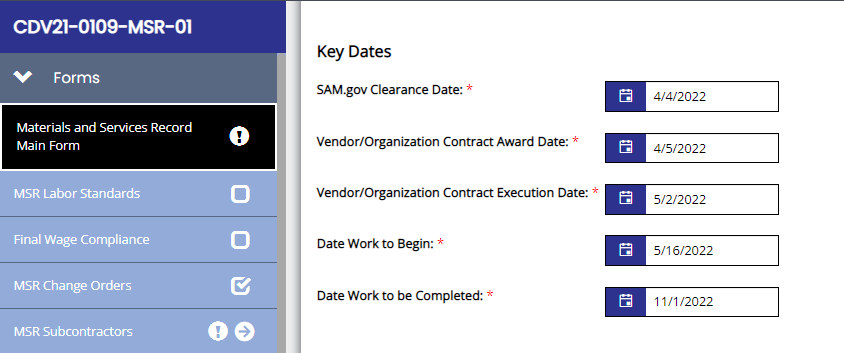 CDV21-0109-MSR-01
Forms
Materials and Services Record
Main Form
MSR Labor Standards
Final Wage Compliance
MSR Change Orders
MSR Subcontractors
Key Dates
SAM.gov Clearance Date: *
4/4/2022
Vendor/Organization Contract Award Date: *
4/5/2022
Vendor/Organization Contract Execution Date: *
5/2/2022
Date Work to Begin: *
5/16/2022
Date Work to be Completed: *
11/1/2022